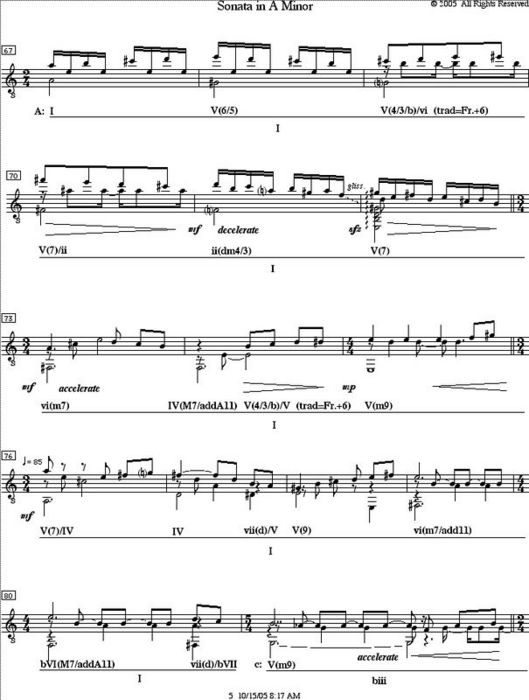 Sonata in A Minor
© 2005 All Rights Reserved
67
A: I V(6/5) V(4/3/b)/vi (trad=Fr.+6)
I
70
gliss
mf decelerate sfz
V(7)/ii ii(dm4/3) V(7)
I
73
mf accelerate mp
vi(m7) IV(M7/addA11) V(4/3/b)/V (trad=Fr.+6) V(m9)
I
76
♩= 85
mf
V(7)/IV IV vii(d)/V V(9) vi(m7/add11)
I
80
bVI(M7/addA11) vii(d)/bVII c: V(m9) accelerate
I biii
5 10/15/05 8:17 AM